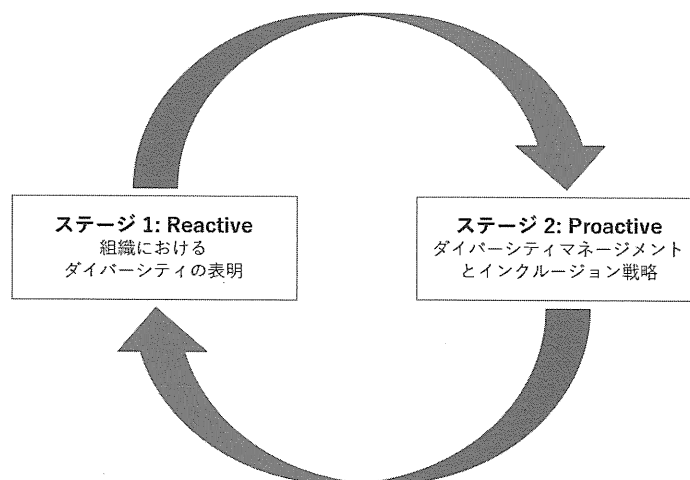 ステージ 1: Reactive
組織における
ダイバーシティの表明
ステージ 2: Proactive
ダイバーシティマネージメント
とインクルージョン戦略